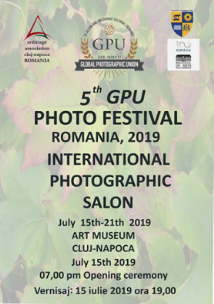 artimage
association
cluj-napoca
ROMANIA
GPU
GLOBAL PHOTOGRAPHIC UNION
5th GPU
PHOTO FESTIVAL
ROMANIA, 2019
INTERNATIONAL
PHOTOGRAPHIC
SALON
July 15th-21th 2019
ART MUSEUM
CLUJ-NAPOCA
July 15th 2019
07,00 pm Opening ceremony
Vernisaj: 15 iulie 2019 ora 19,00